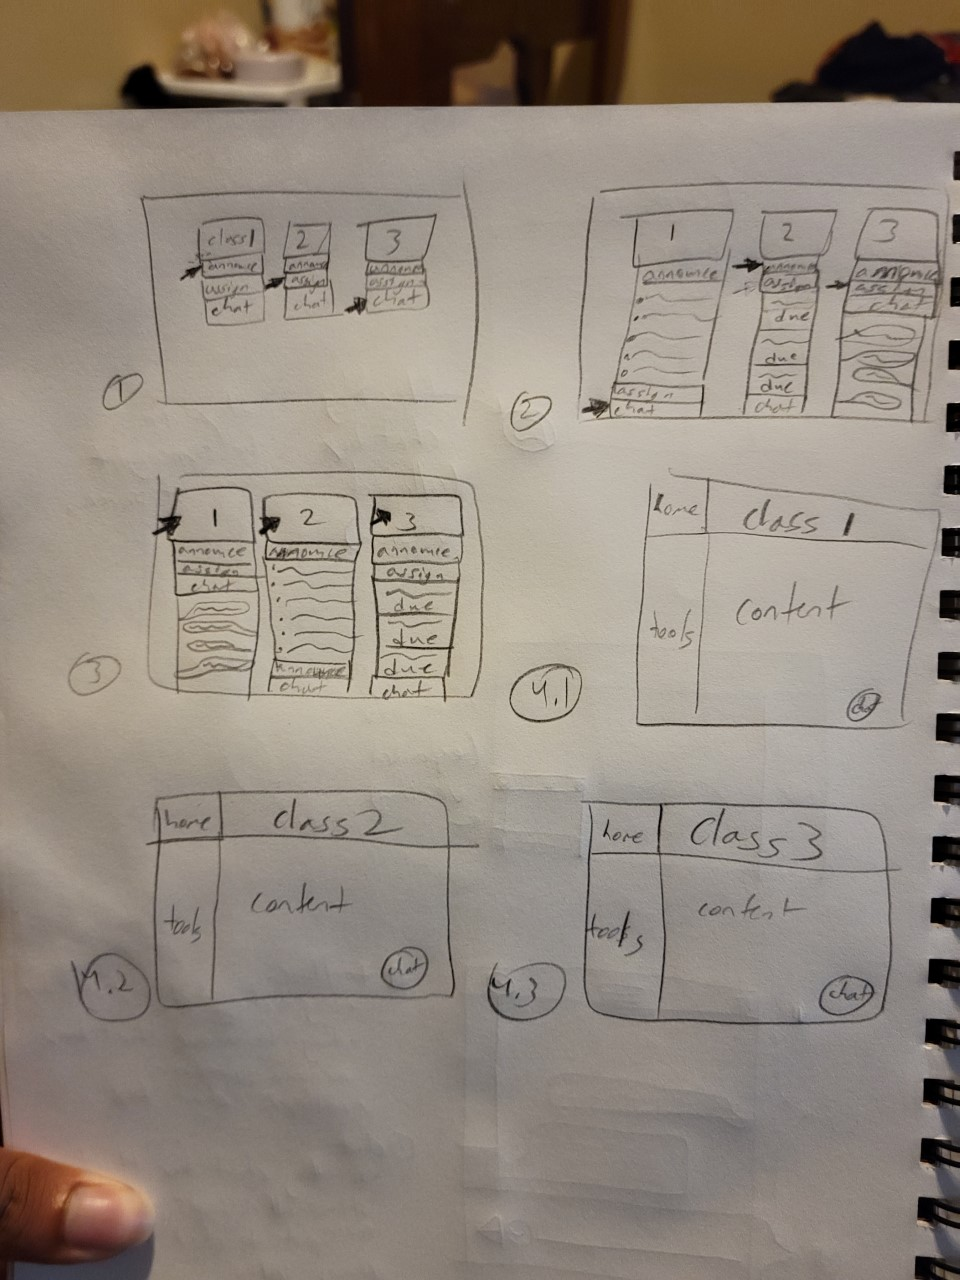 class1
announce
assign
chat
2
announce
assign
chat
3
announce
assign
chat
1
1
announce
assign
chat
2
announce
assign
due
due
due
chat
3
announce
assign
chat
2
1
announce
assign
chat
2
announce
announce
chat
3
announce
assign
due
due
due
chat
3
home
class 1
tools
content
4.1
home
class 2
tools
content
chat
4.2
home
Class 3
tools
content
chat
4.3